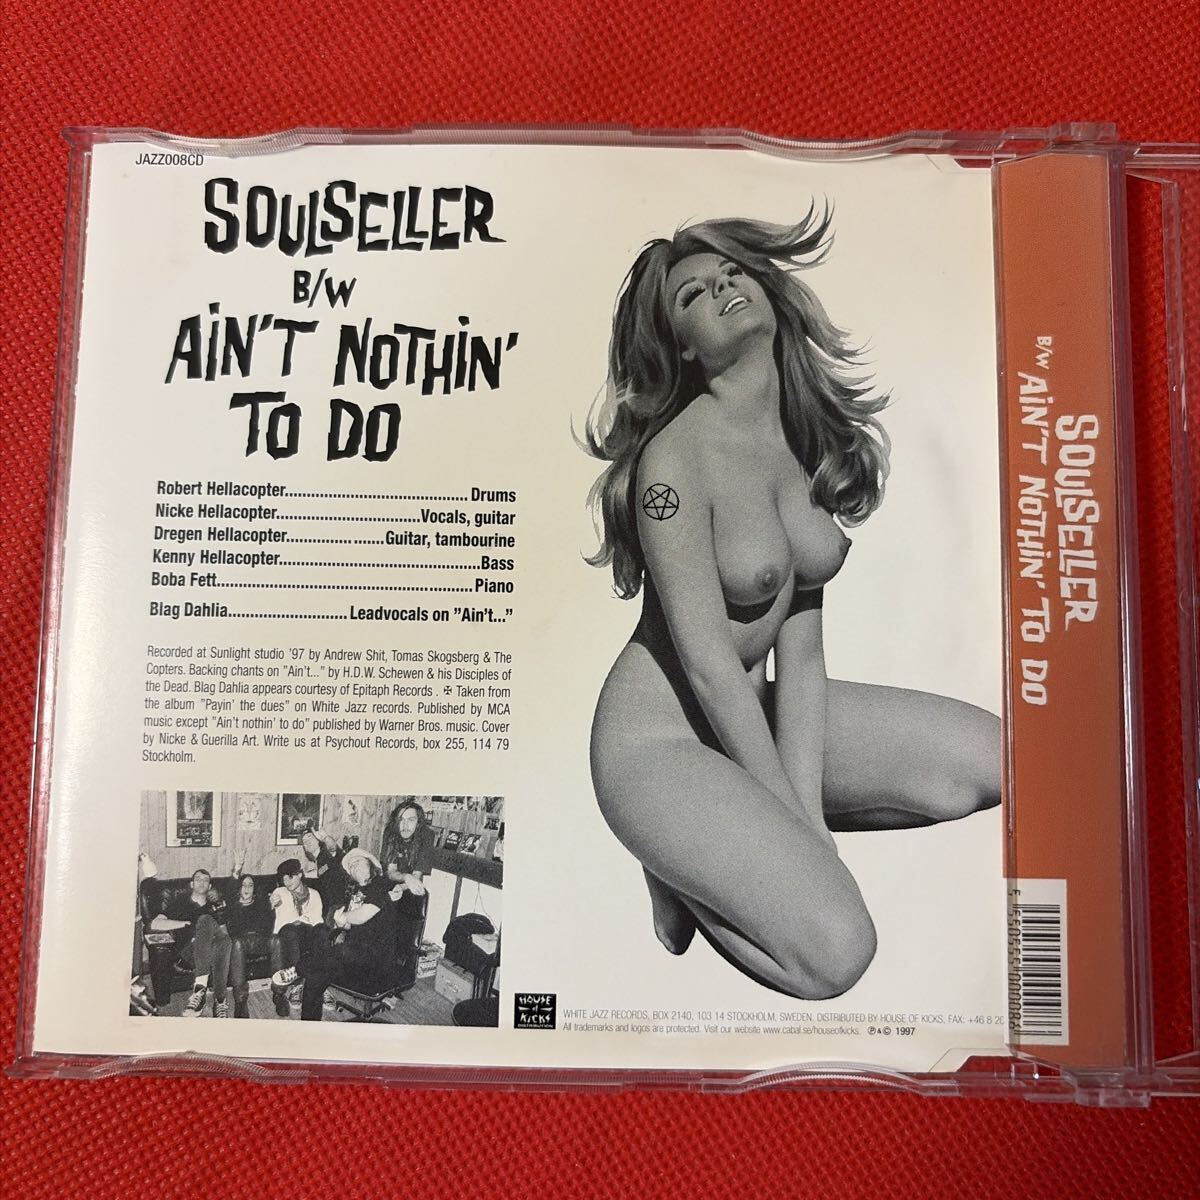 JAZZ008CD
SOULSELLER
B/W
AIN'T NOTHIN'
TO DO
Robert Hellacopter.......................................... Drums
Nicke Hellacopter.................................Vocals, guitar
Dregen Hellacopter................ .......Guitar, tambourine
Kenny Hellacopter...............................................Bass
Boba Fett................................................ ..........Piano
Blag Dahlia...........................Leadvocals on "Ain't..."
Recorded at Sunlight studio '97 by Andrew Shit, Tomas Skogsberg & The
Copters. Backing chants on "Ain't..." by H.D.W. Schewen & his Disciples of
the Dead. Blag Dahlia appears courtesy of Epitaph Records . ✠ Taken from
the album "Payin' the dues" on White Jazz records. Published by MCA
music except "Ain't nothin' to do" published by Warner Bros. music. Cover
by Nicke & Guerilla Art. Write us at Psychout Records, box 255, 114 79
Stockholm.
HOUSE
of
KICKS
DISTRIBUTION
WHITE JAZZ RECORDS, BOX 2140, 103 14 STOCKHOLM, SWEDEN. DISTRIBUTED BY HOUSE OF KICKS, FAX: +46 8 20
All trademarks and logos are protected. Visit our website www.cabal.se/houseofkicks. ℗ & © 1997
SOULSELLER
B/W AIN'T NOTHIN' TO DO